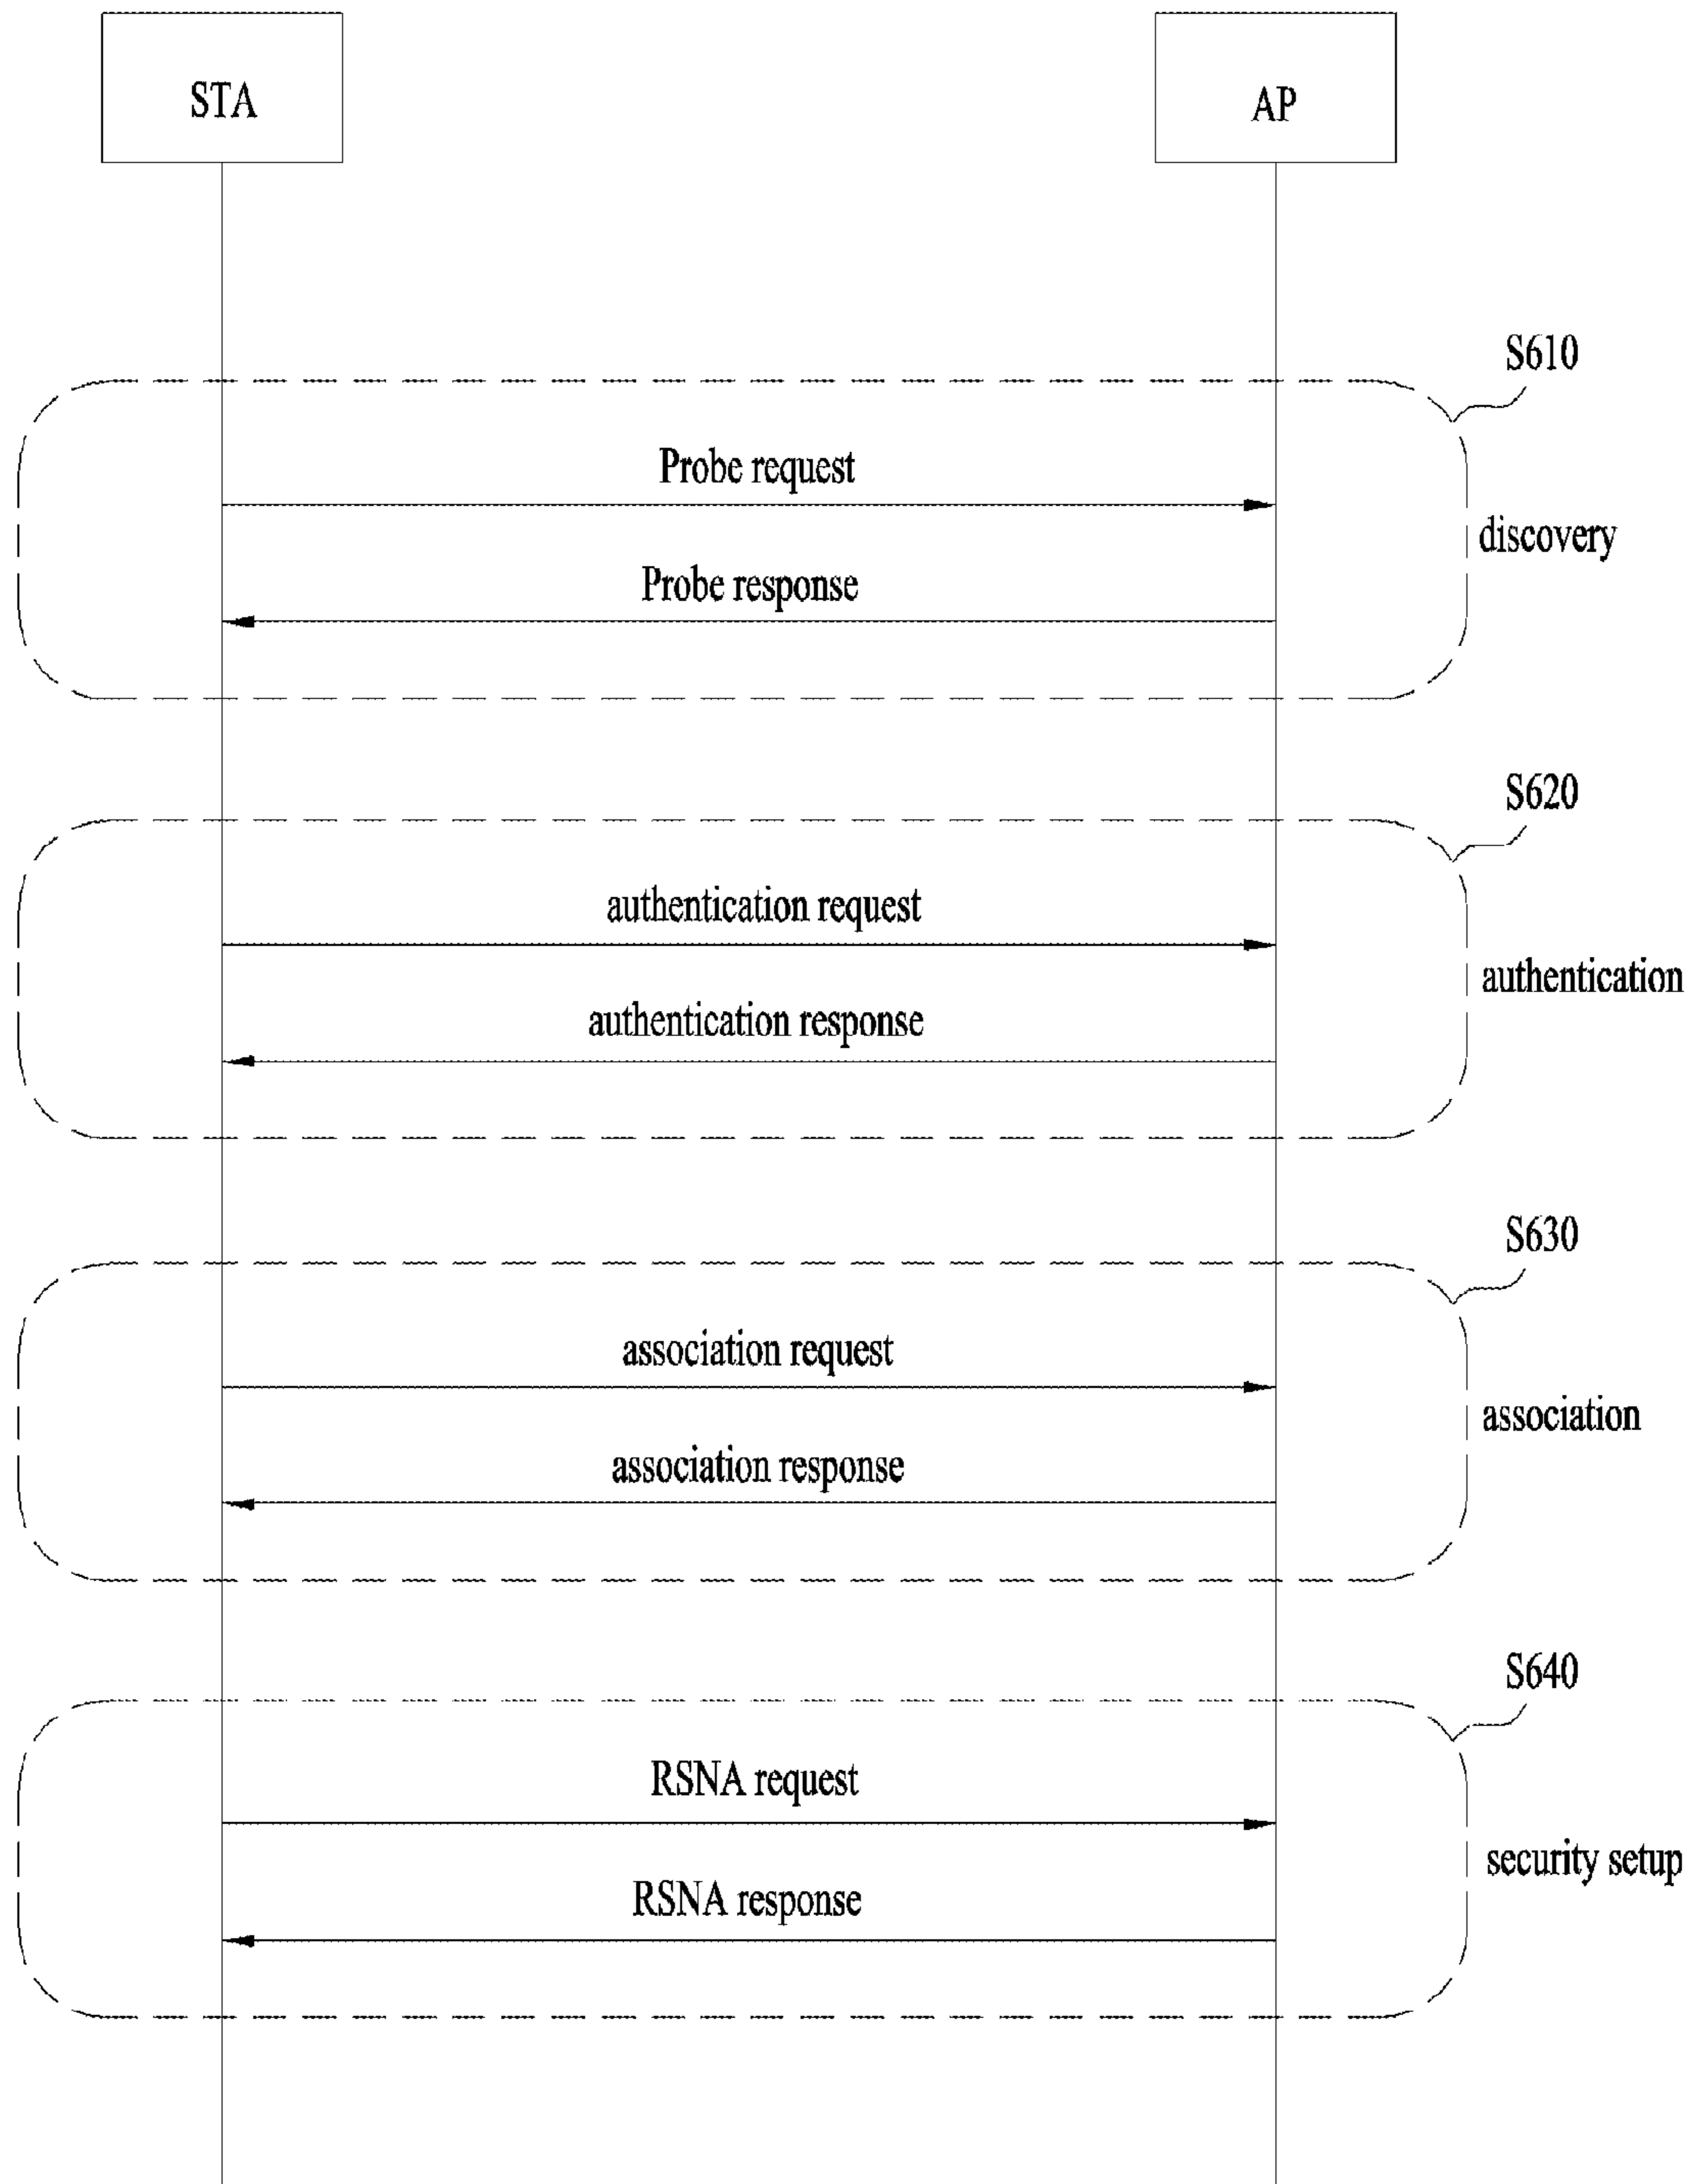 STA
AP
S610
Probe request
discovery
Probe response
S620
authentication request
authentication
authentication response
S630
association request
association
association response
S640
RSNA request
security setup
RSNA response